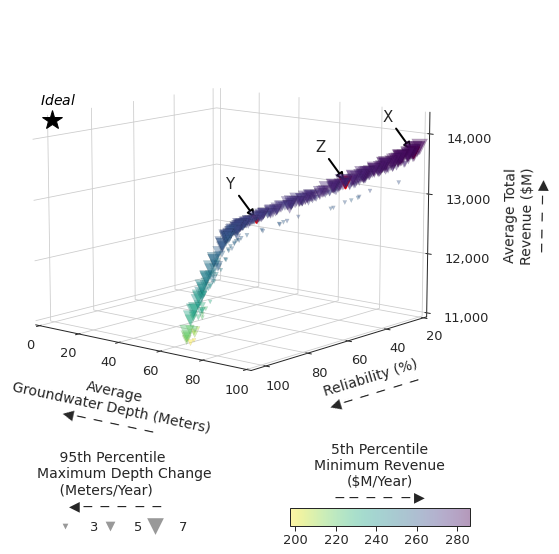 Ideal
X
Z
Y
14,000
13,000
12,000
11,000
Average Total
Revenue ($M)
0
20
40
60
80
100
100
80
60
40
20
Average
Groundwater Depth (Meters)
Reliability (%)
95th Percentile
Maximum Depth Change
(Meters/Year)
3
5
7
5th Percentile
Minimum Revenue
($M/Year)
200
220
240
260
280